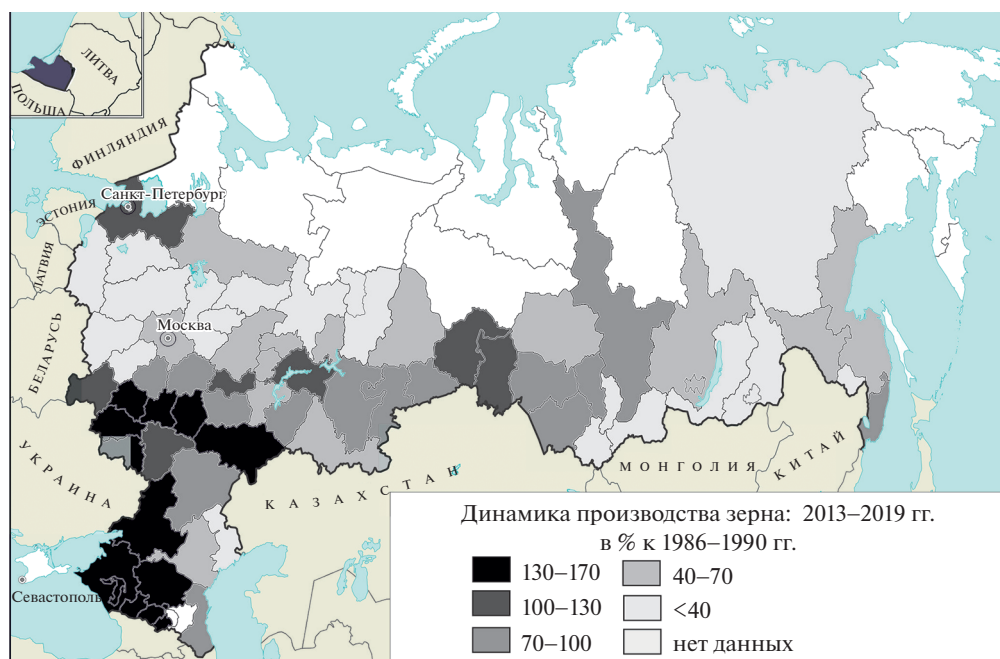 ЛИТВА
ПОЛЬША
ФИНЛЯНДИЯ
Санкт-Петербург
ЭСТОНИЯ
ЛАТВИЯ
Москва
БЕЛАРУСЬ
УКРАИНА
КАЗАХСТАН
МОНГОЛИЯ
КИТАЙ
Севастополь
Динамика производства зерна: 2013–2019 гг.
в % к 1986–1990 гг.
130–170
40–70
100–130
<40
70–100
нет данных